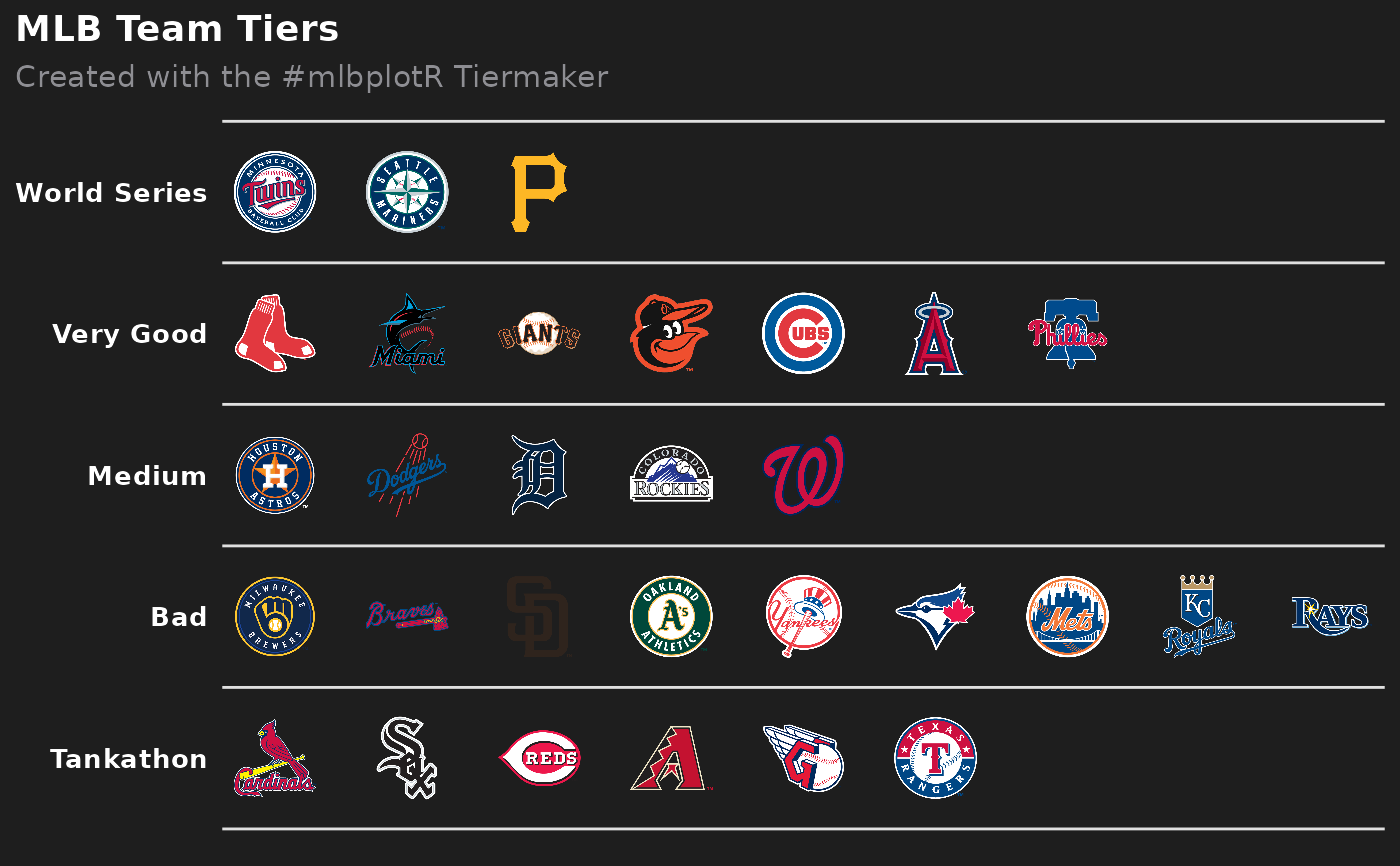 MLB Team Tiers
Created with the #mlbplotR Tiermaker
World Series
MINNESOTA Twins BASEBALL CLUB
SEATTLE MARINERS
P
Very Good
Miami
GIANTS
CUBS
A
Phillies
Medium
HOUSTON H ASTROS
Dodgers
D
COLORADO ROCKIES
W
Bad
MILWAUKEE BREWERS
Braves
SD
OAKLAND A's ATHLETICS
Yankees
Mets
KC Royals
RAYS
Tankathon
Cardinals
Sox
REDS
A
G
TEXAS T RANGERS